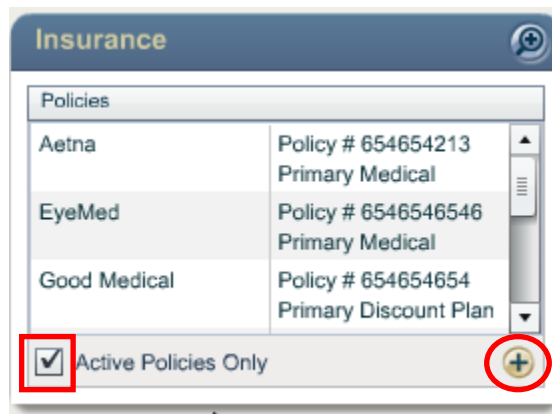 Insurance
Policies
Aetna Policy # 654654213
Primary Medical
EyeMed Policy # 6546546546
Primary Medical
Good Medical Policy # 654654654
Primary Discount Plan
Active Policies Only